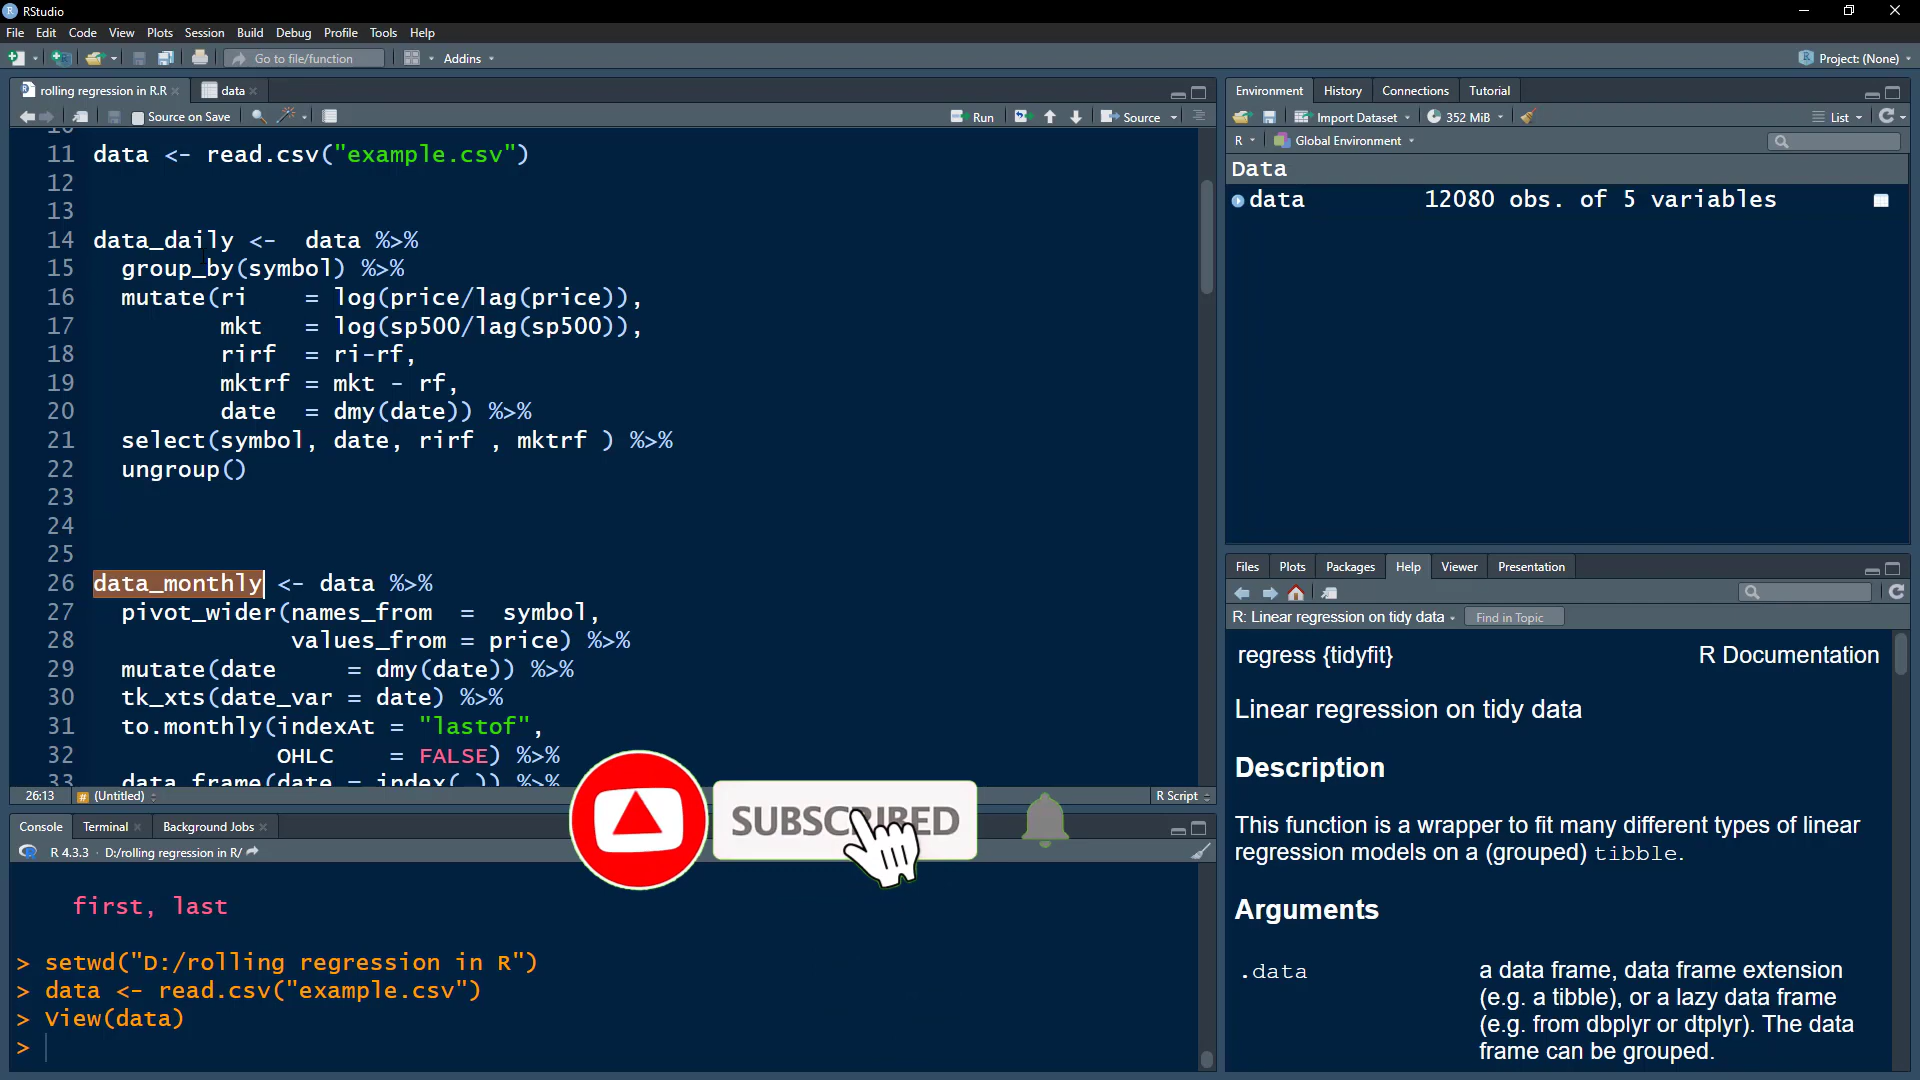 RStudio
File Edit Code View Plots Session Build Debug Profile Tools Help
Go to file/function Addins Project: (None)
rolling regression in R.R data
Source on Save Run Source
11 data <- read.csv("example.csv")
12
13
14 data_daily <-  data %>%
15 group_by(symbol) %>%
16 mutate(ri    = log(price/lag(price)),
17 mkt   = log(sp500/lag(sp500)),
18 rirf  = ri-rf,
19 mktrf = mkt - rf,
20 date  = dmy(date)) %>%
21 select(symbol, date, rirf , mktrf ) %>%
22 ungroup()
23
24
25
26 data_monthly <- data %>%
27 pivot_wider(names_from  =  symbol,
28 values_from = price) %>%
29 mutate(date     = dmy(date)) %>%
30 tk_xts(date_var = date) %>%
31 to.monthly(indexAt = "lastof",
32 OHLC    = FALSE) %>%
33 data.frame(date = index(.)) %>%
26:13 # (Untitled) R Script
SUBSCRIBED
Console Terminal Background Jobs
R 4.3.3 · D:/rolling regression in R/
first, last
> setwd("D:/rolling regression in R")
> data <- read.csv("example.csv")
> View(data)
>
Environment History Connections Tutorial
Import Dataset 352 MiB List
R Global Environment
Data
data 12080 obs. of 5 variables
Files Plots Packages Help Viewer Presentation
R: Linear regression on tidy data Find in Topic
regress {tidyfit} R Documentation
Linear regression on tidy data
Description
This function is a wrapper to fit many different types of linear
regression models on a (grouped) tibble.
Arguments
.data a data frame, data frame extension
(e.g. a tibble), or a lazy data frame
(e.g. from dbplyr or dtplyr). The data
frame can be grouped.